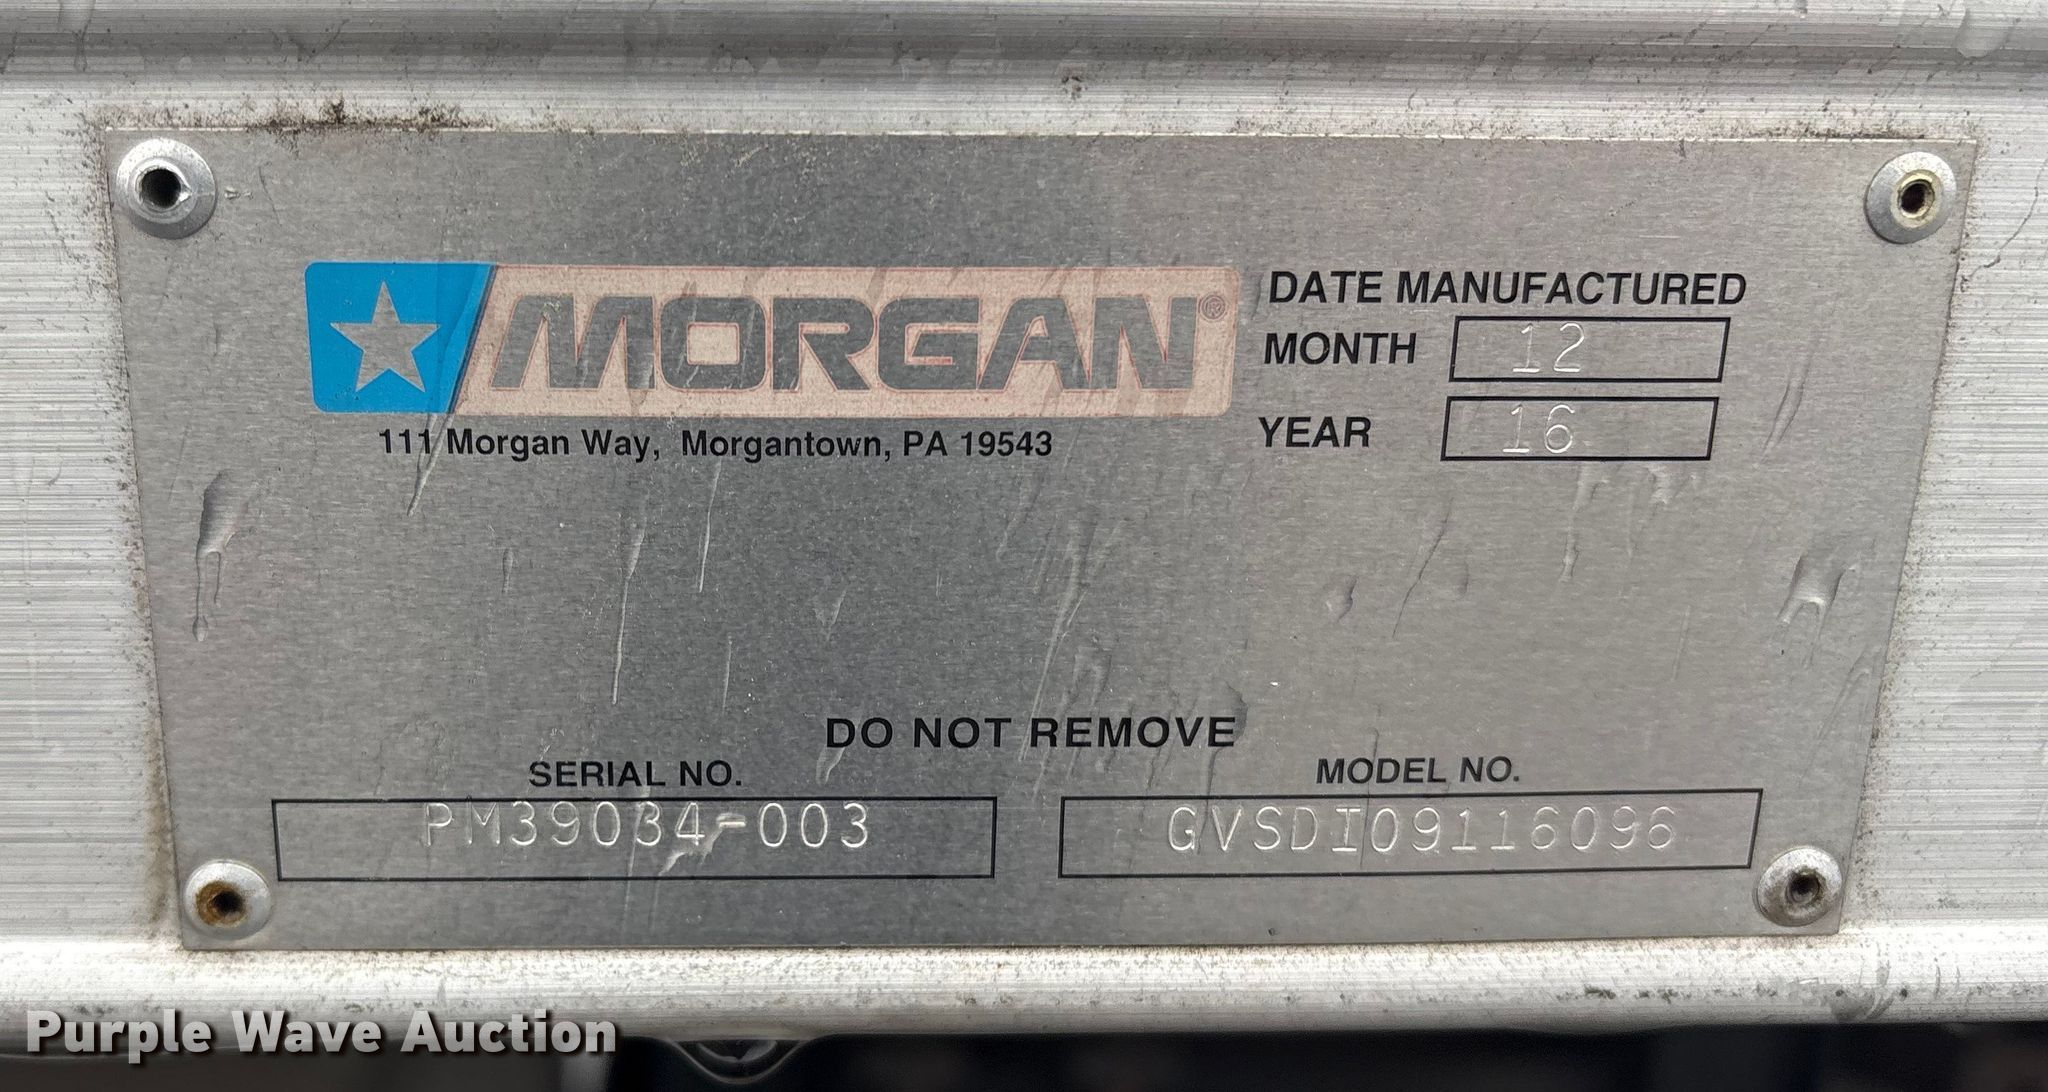 MORGAN®
111 Morgan Way, Morgantown, PA 19543
DATE MANUFACTURED
MONTH 12
YEAR 16
DO NOT REMOVE
SERIAL NO.
PM39034-003
MODEL NO.
GVSDI09116096
Purple Wave Auction